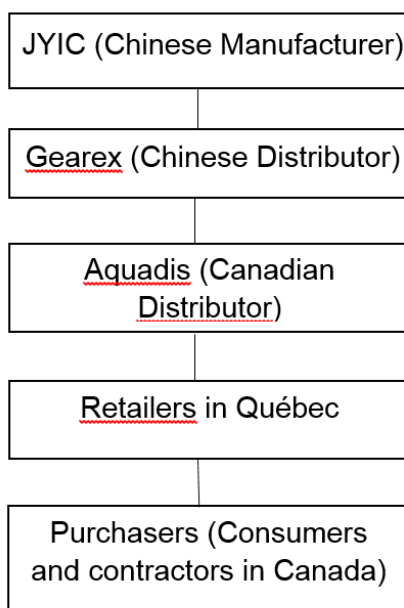 JYIC (Chinese Manufacturer)
Gearex (Chinese Distributor)
Aquadis (Canadian
Distributor)
Retailers in Québec
Purchasers (Consumers
and contractors in Canada)